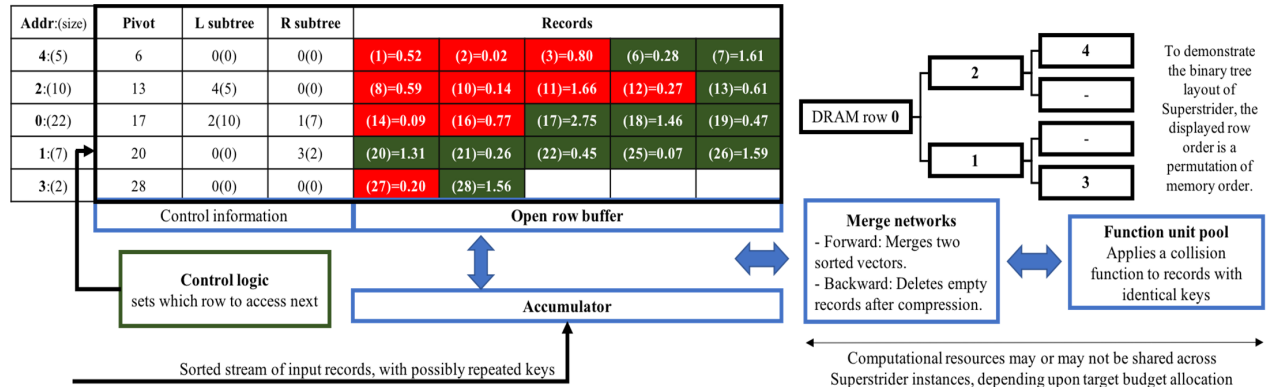 Addr:(size) Pivot L subtree R subtree Records
4:(5) 6 0(0) 0(0) (1)=0.52 (2)=0.02 (3)=0.80 (6)=0.28 (7)=1.61
2:(10) 13 4(5) 0(0) (8)=0.59 (10)=0.14 (11)=1.66 (12)=0.27 (13)=0.61
0:(22) 17 2(10) 1(7) (14)=0.09 (16)=0.77 (17)=2.75 (18)=1.46 (19)=0.47
1:(7) 20 0(0) 3(2) (20)=1.31 (21)=0.26 (22)=0.45 (25)=0.07 (26)=1.59
3:(2) 28 0(0) 0(0) (27)=0.20 (28)=1.56
Control information Open row buffer
Control logic
sets which row to access next
Accumulator
Sorted stream of input records, with possibly repeated keys
DRAM row 0
2
1
4
-
-
3
To demonstrate
the binary tree
layout of
Superstrider, the
displayed row
order is a
permutation of
memory order.
Merge networks
- Forward: Merges two
sorted vectors.
- Backward: Deletes empty
records after compression.
Function unit pool
Applies a collision
function to records with
identical keys
Computational resources may or may not be shared across
Superstrider instances, depending upon target budget allocation